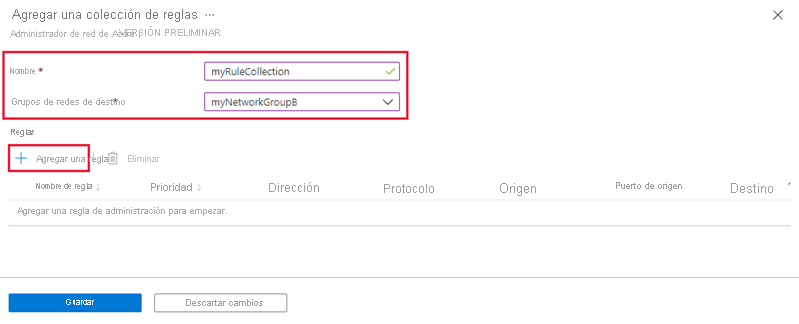 Agregar una colección de reglas ...
Administrador de red de Azure | VERSIÓN PRELIMINAR
Nombre * myRuleCollection
Grupos de redes de destino * myNetworkGroupB
Reglas
+ Agregar una regla Eliminar
Nombre de regla ↓ Prioridad ↓ Dirección Protocolo Origen Puerto de origen Destino
Agregar una regla de administración para empezar.
Guardar Descartar cambios